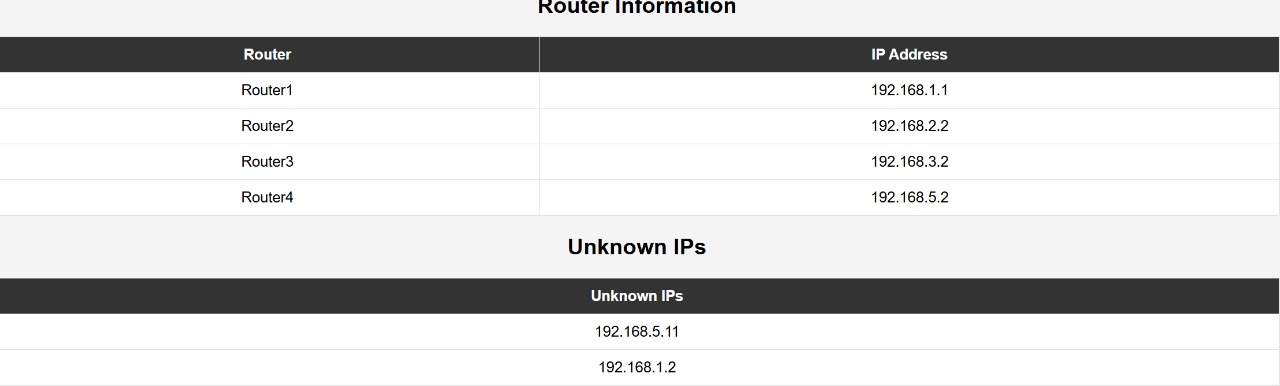 Router Information
Router IP Address
Router1 192.168.1.1
Router2 192.168.2.2
Router3 192.168.3.2
Router4 192.168.5.2
Unknown IPs
Unknown IPs
192.168.5.11
192.168.1.2